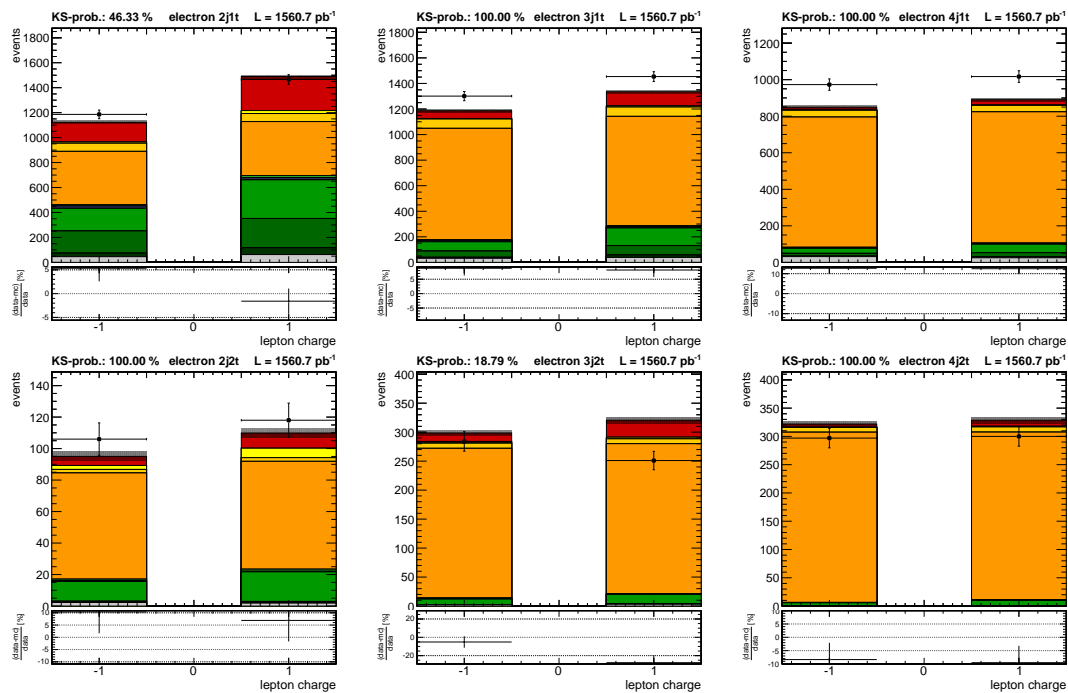 KS-prob.: 46.33 % electron 2j1t L = 1560.7 pb⁻¹
events
1800
1600
1400
1200
1000
800
600
400
200
0
(data-mc)/data [%]
5
0
-5
-1 0 1
lepton charge
KS-prob.: 100.00 % electron 3j1t L = 1560.7 pb⁻¹
events
1800
1600
1400
1200
1000
800
600
400
200
0
(data-mc)/data [%]
5
0
-5
-1 0 1
lepton charge
KS-prob.: 100.00 % electron 4j1t L = 1560.7 pb⁻¹
events
1200
1000
800
600
400
200
0
(data-mc)/data [%]
10
0
-10
-1 0 1
lepton charge
KS-prob.: 100.00 % electron 2j2t L = 1560.7 pb⁻¹
events
140
120
100
80
60
40
20
0
(data-mc)/data [%]
10
5
0
-5
-10
-1 0 1
lepton charge
KS-prob.: 18.79 % electron 3j2t L = 1560.7 pb⁻¹
events
400
350
300
250
200
150
100
50
0
(data-mc)/data [%]
20
0
-20
-1 0 1
lepton charge
KS-prob.: 100.00 % electron 4j2t L = 1560.7 pb⁻¹
events
400
350
300
250
200
150
100
50
0
(data-mc)/data [%]
10
5
0
-5
-10
-1 0 1
lepton charge